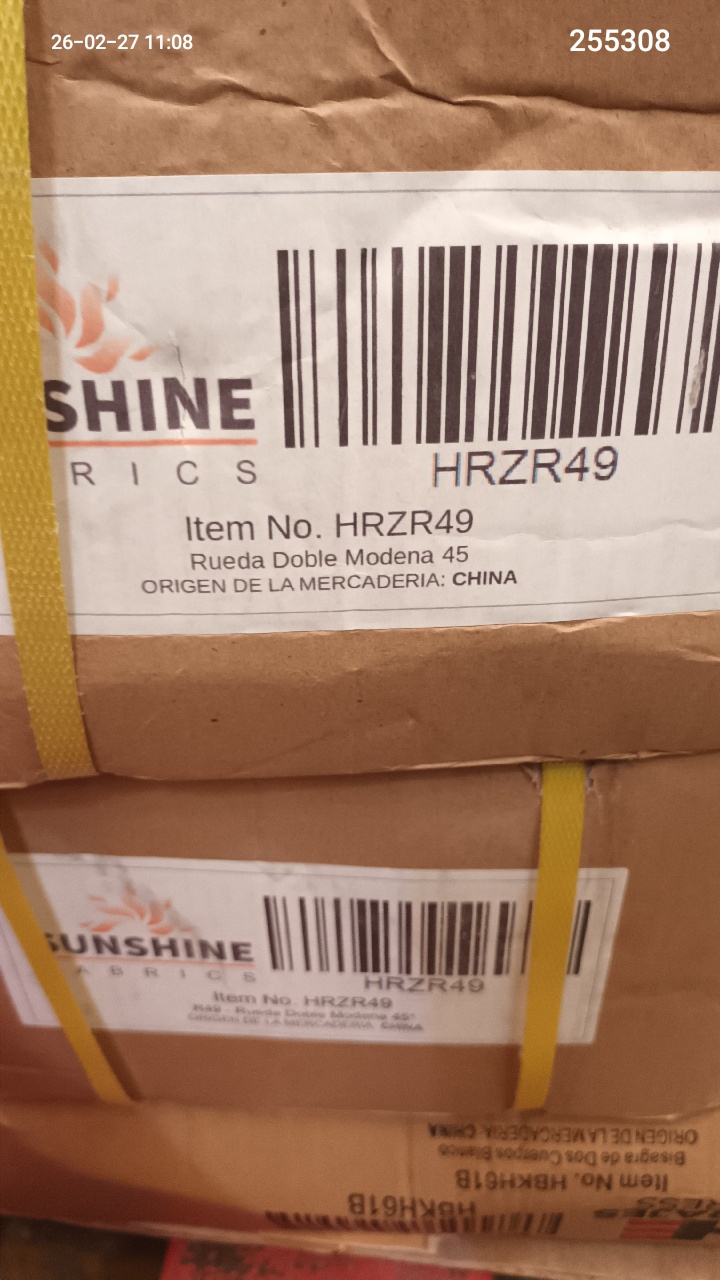 26-02-27 11:08
255308
SHINE
RICS
HRZR49
Item No. HRZR49
Rueda Doble Modena 45
ORIGEN DE LA MERCADERIA: CHINA
SUNSHINE
ABRICS
HRZR49
Item No. HRZR49
Rueda Doble Modena 45°
ORIGEN DE LA MERCADERIA: CHINA
HBKH61B
Item No. HBKH61B
Bisagra de Dos Cuerpos Blanco
ORIGEN DE LA MERCADERIA: CHINA